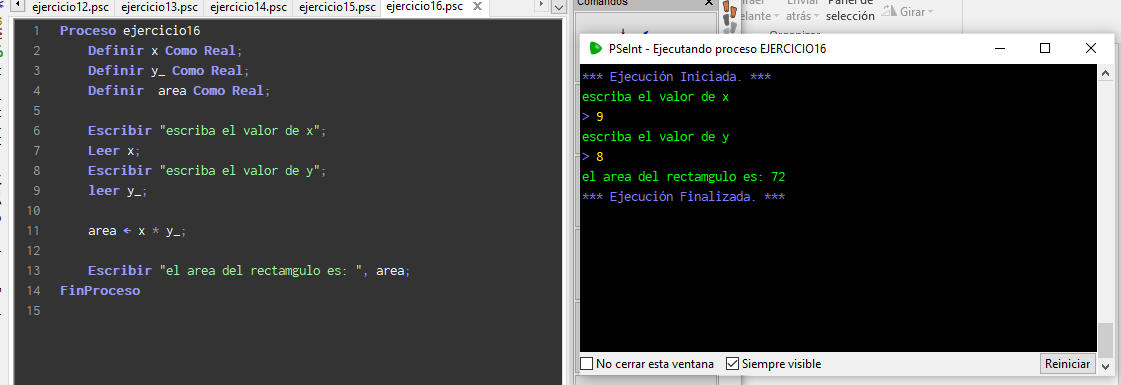 ejercicio12.psc ejercicio13.psc ejercicio14.psc ejercicio15.psc ejercicio16.psc
1 Proceso ejercicio16
2 Definir x Como Real;
3 Definir y_ Como Real;
4 Definir  area Como Real;
5
6 Escribir "escriba el valor de x";
7 Leer x;
8 Escribir "escriba el valor de y";
9 leer y_;
10
11 area ← x * y_;
12
13 Escribir "el area del rectamgulo es: ", area;
14 FinProceso
15
Comandos
Enviar
elante atrás Panel de
selección Girar
Organizar
PSeInt - Ejecutando proceso EJERCICIO16
*** Ejecución Iniciada. ***
escriba el valor de x
> 9
escriba el valor de y
> 8
el area del rectamgulo es: 72
*** Ejecución Finalizada. ***
No cerrar esta ventana Siempre visible Reiniciar